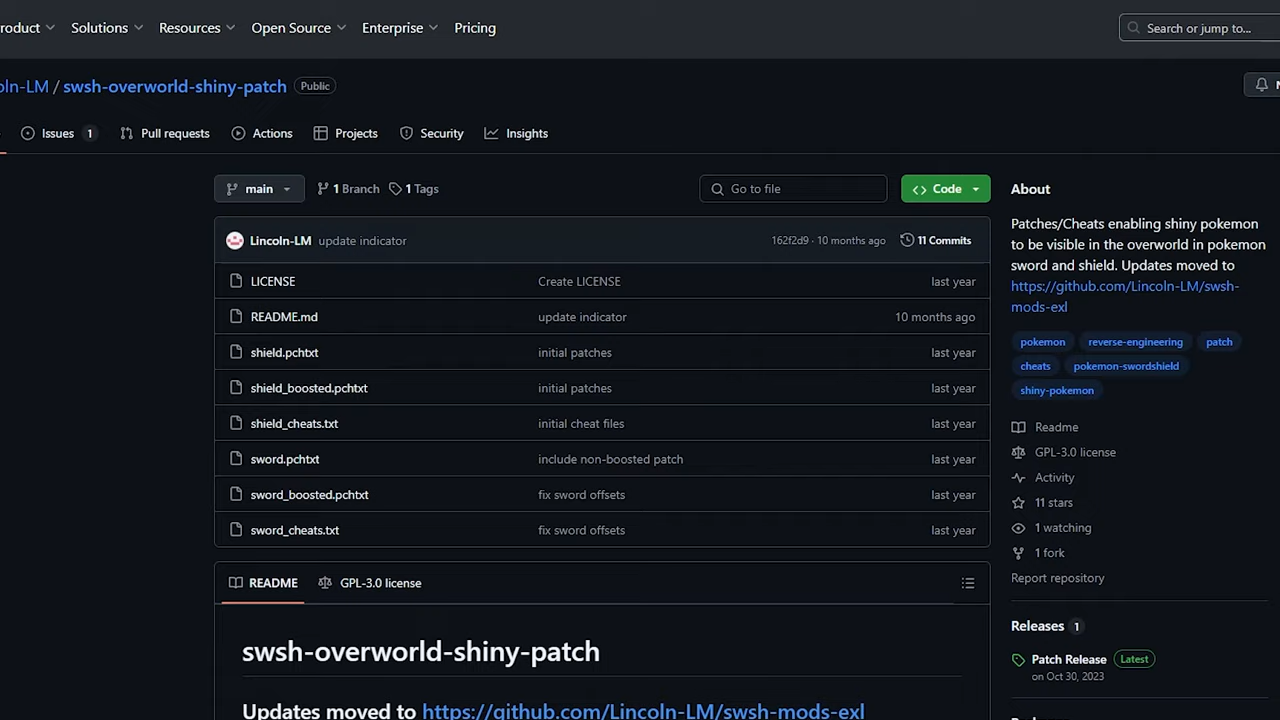 roduct Solutions Resources Open Source Enterprise Pricing Search or jump to...
oln-LM / swsh-overworld-shiny-patch Public
Issues 1 Pull requests Actions Projects Security Insights
main 1 Branch 1 Tags Go to file Code
Lincoln-LM update indicator 162f2d9 · 10 months ago 11 Commits
LICENSE Create LICENSE last year
README.md update indicator 10 months ago
shield.pchtxt initial patches last year
shield_boosted.pchtxt initial patches last year
shield_cheats.txt initial cheat files last year
sword.pchtxt include non-boosted patch last year
sword_boosted.pchtxt fix sword offsets last year
sword_cheats.txt fix sword offsets last year
README GPL-3.0 license
swsh-overworld-shiny-patch
Updates moved to https://github.com/Lincoln-LM/swsh-mods-exl
About
Patches/Cheats enabling shiny pokemon
to be visible in the overworld in pokemon
sword and shield. Updates moved to
https://github.com/Lincoln-LM/swsh-
mods-exl
pokemon reverse-engineering patch
cheats pokemon-swordshield
shiny-pokemon
Readme
GPL-3.0 license
Activity
11 stars
1 watching
1 fork
Report repository
Releases 1
Patch Release Latest
on Oct 30, 2023